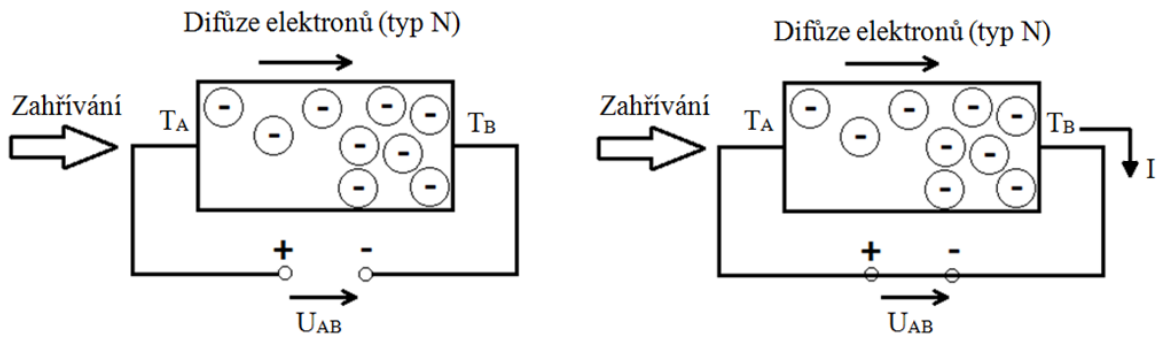 Difůze elektronů (typ N)
Zahřívání
TA
TB
- - - - - - - - -
+ -
UAB
Difůze elektronů (typ N)
Zahřívání
TA
TB
I
- - - - - - - - -
+ -
UAB